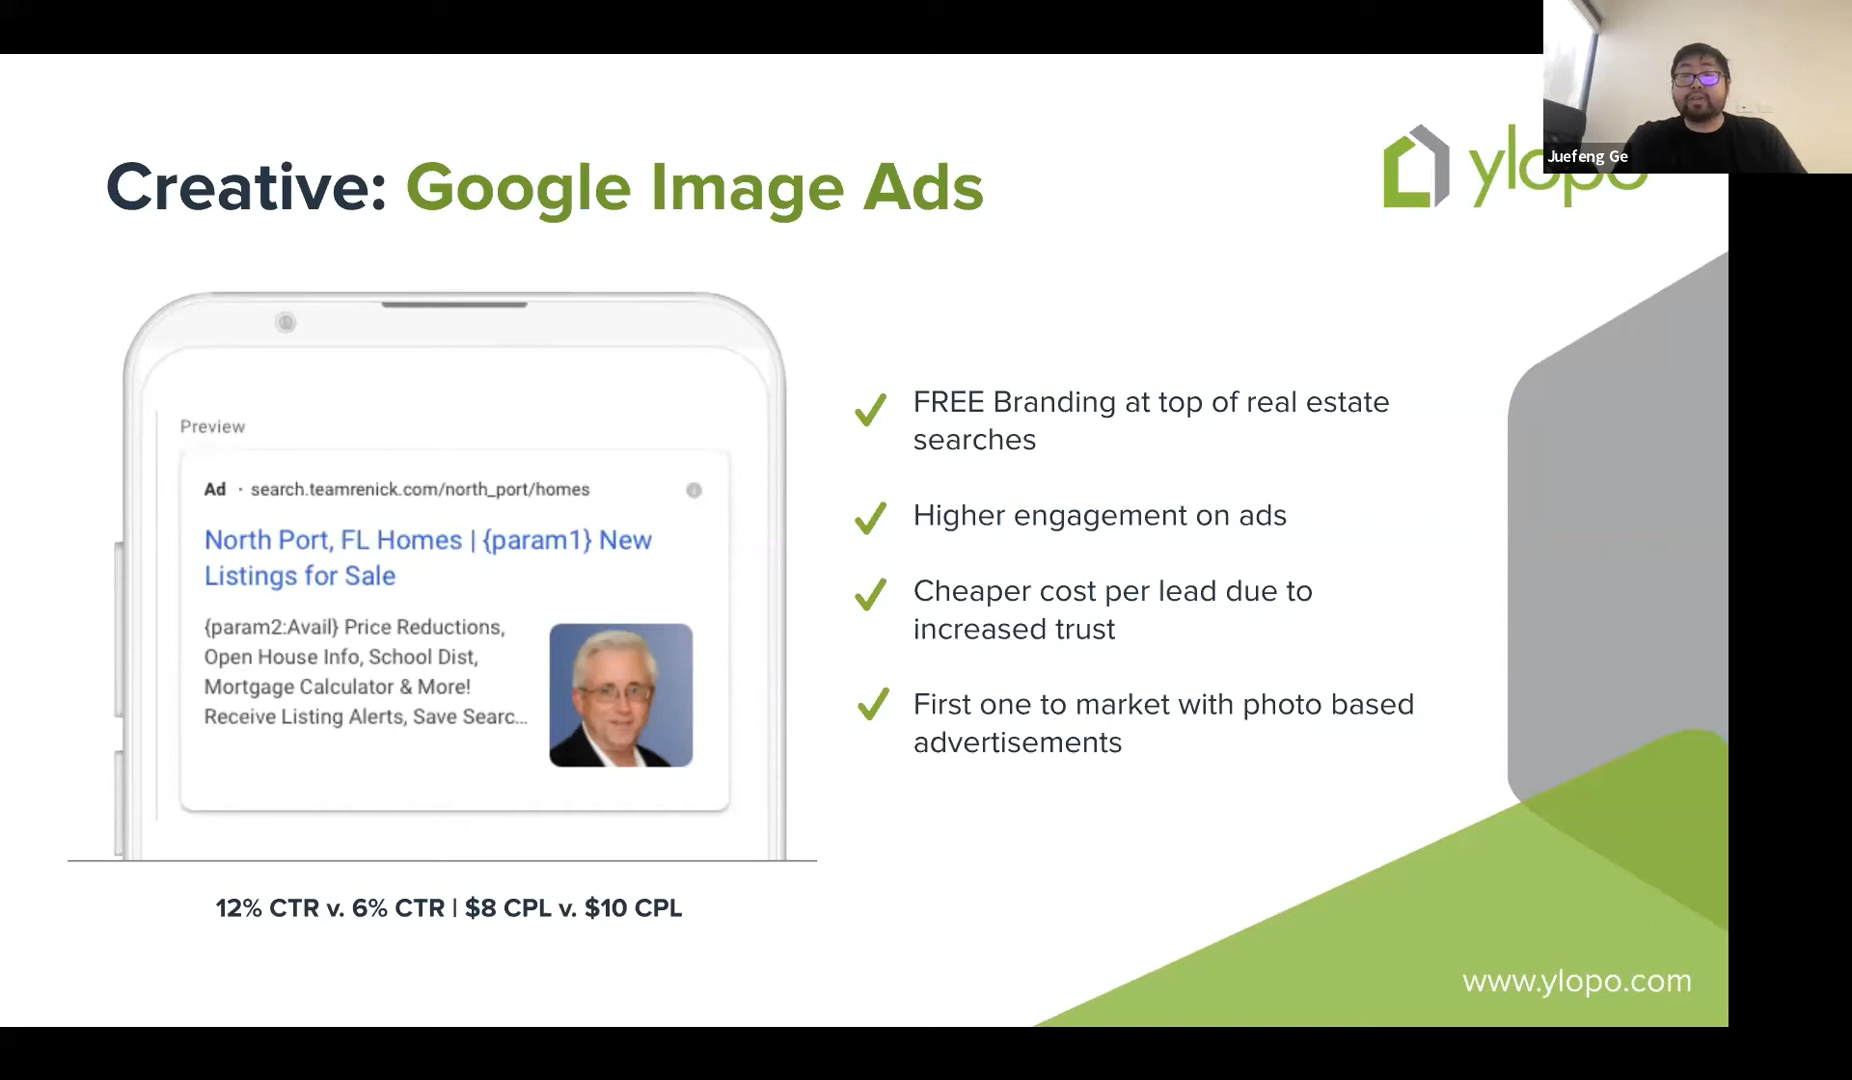 Juefeng Ge
ylopo
Creative: Google Image Ads
Preview
Ad · search.teamrenick.com/north_port/homes
North Port, FL Homes | {param1} New
Listings for Sale
{param2:Avail} Price Reductions,
Open House Info, School Dist,
Mortgage Calculator & More!
Receive Listing Alerts, Save Searc...
12% CTR v. 6% CTR | $8 CPL v. $10 CPL
FREE Branding at top of real estate
searches
Higher engagement on ads
Cheaper cost per lead due to
increased trust
First one to market with photo based
advertisements
www.ylopo.com